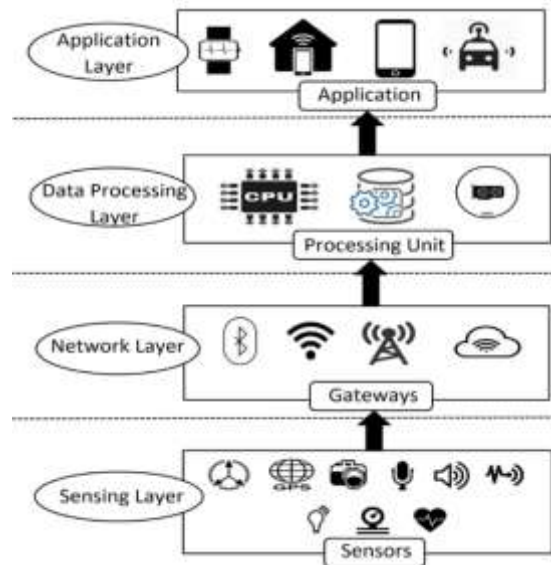 Application
Layer
Application
Data Processing
Layer
CPU
Processing Unit
Network Layer
Gateways
Sensing Layer
GPS
Sensors